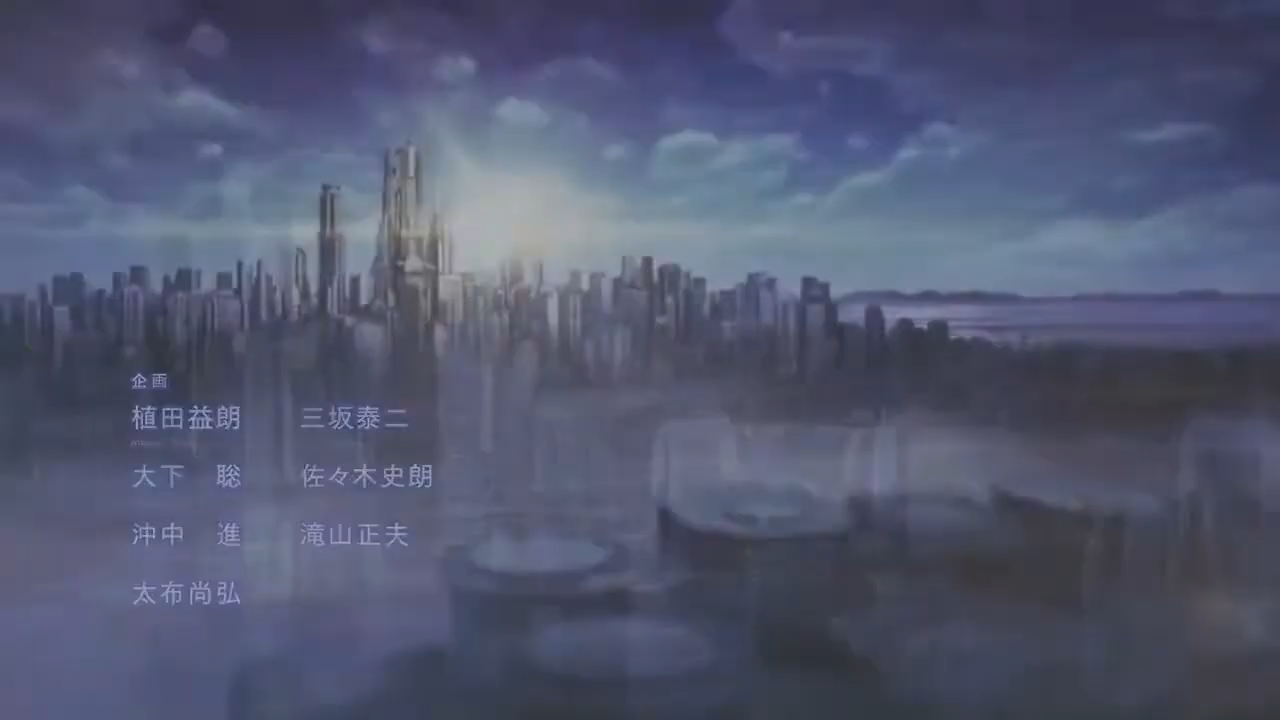 企画
植田益朗 三坂泰二
大下 聡 佐々木史朗
沖中 進 滝山正夫
太布尚弘